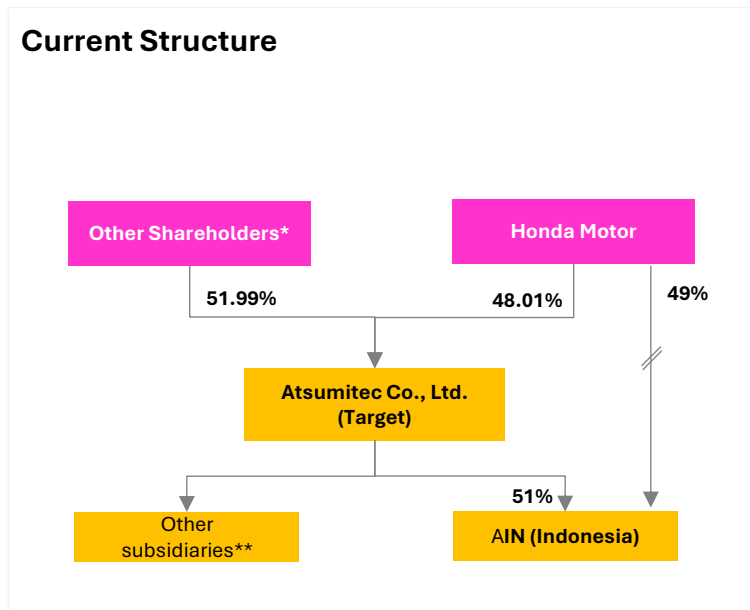 Current Structure
Other Shareholders*
Honda Motor
51.99%
48.01%
49%
Atsumitec Co., Ltd.
(Target)
51%
Other
subsidiaries**
AIN (Indonesia)